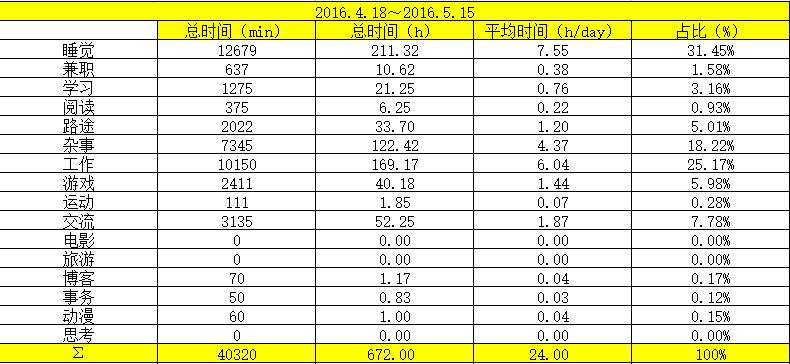 2016.4.18～2016.5.15
总时间（min） 总时间（h） 平均时间（h/day） 占比（%）
睡觉 12679 211.32 7.55 31.45%
兼职 637 10.62 0.38 1.58%
学习 1275 21.25 0.76 3.16%
阅读 375 6.25 0.22 0.93%
路途 2022 33.70 1.20 5.01%
杂事 7345 122.42 4.37 18.22%
工作 10150 169.17 6.04 25.17%
游戏 2411 40.18 1.44 5.98%
运动 111 1.85 0.07 0.28%
交流 3135 52.25 1.87 7.78%
电影 0 0.00 0.00 0.00%
旅游 0 0.00 0.00 0.00%
博客 70 1.17 0.04 0.17%
事务 50 0.83 0.03 0.12%
动漫 60 1.00 0.04 0.15%
思考 0 0.00 0.00 0.00%
Σ 40320 672.00 24.00 100%